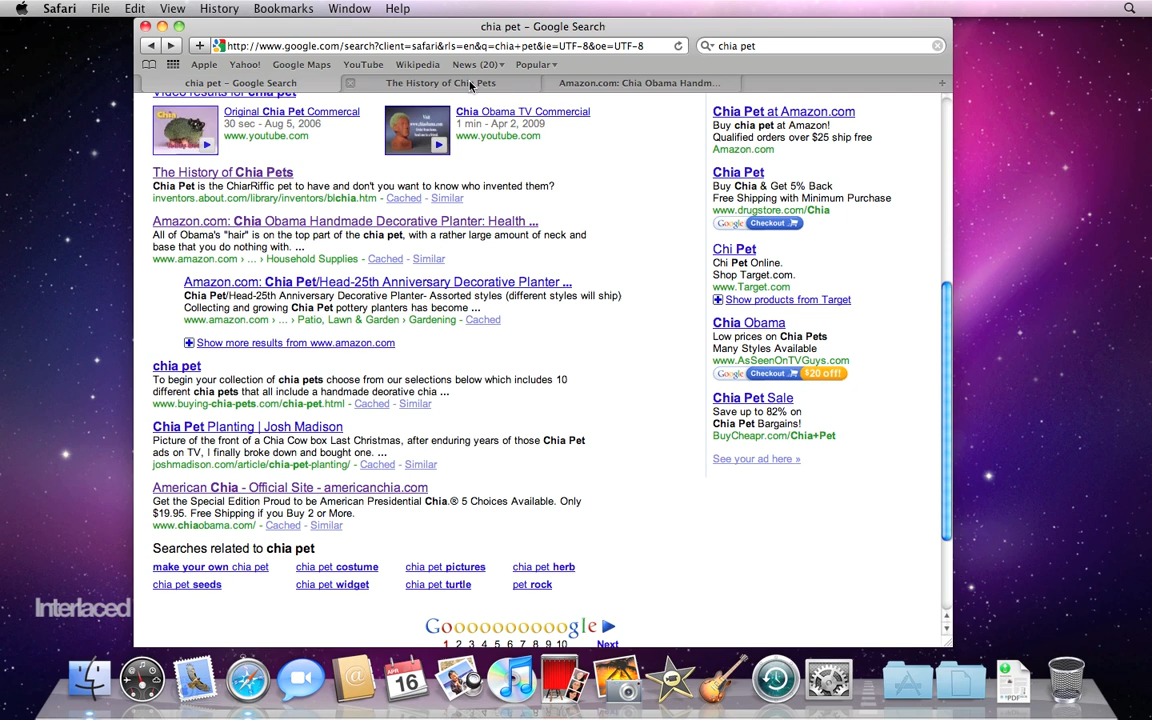 Safari File Edit View History Bookmarks Window Help
chia pet – Google Search
http://www.google.com/search?client=safari&rls=en&q=chia+pet&ie=UTF-8&oe=UTF-8 chia pet
Apple Yahoo! Google Maps YouTube Wikipedia News (20) Popular
chia pet – Google Search The History of Chia Pets Amazon.com: Chia Obama Handm...
Video results for chia pet
Original Chia Pet Commercal
30 sec - Aug 5, 2006
www.youtube.com
Chia Obama TV Commercial
1 min - Apr 2, 2009
www.youtube.com
The History of Chia Pets
Chia Pet is the ChiarRiffic pet to have and don't you want to know who invented them?
inventors.about.com/library/inventors/blchia.htm - Cached - Similar
Amazon.com: Chia Obama Handmade Decorative Planter: Health ...
All of Obama's "hair" is on the top part of the chia pet, with a rather large amount of neck and
base that you do nothing with. ...
www.amazon.com › ... › Household Supplies - Cached - Similar
Amazon.com: Chia Pet/Head-25th Anniversary Decorative Planter ...
Chia Pet/Head-25th Anniversary Decorative Planter- Assorted styles (different styles will ship)
Collecting and growing Chia Pet pottery planters has become ...
www.amazon.com › ... › Patio, Lawn & Garden › Gardening - Cached
Show more results from www.amazon.com
chia pet
To begin your collection of chia pets choose from our selections below which includes 10
different chia pets that all include a handmade deorative chia ...
www.buying-chia-pets.com/chia-pet.html - Cached - Similar
Chia Pet Planting | Josh Madison
Picture of the front of a Chia Cow box Last Christmas, after enduring years of those Chia Pet
ads on TV, I finally broke down and bought one. ...
joshmadison.com/article/chia-pet-planting/ - Cached - Similar
American Chia - Official Site - americanchia.com
Get the Special Edition Proud to be American Presidential Chia.® 5 Choices Available. Only
$19.95. Free Shipping if you Buy 2 or More.
www.chiaobama.com/ - Cached - Similar
Searches related to chia pet
make your own chia pet chia pet costume chia pet pictures chia pet herb
chia pet seeds chia pet widget chia pet turtle pet rock
Goooooooooogle
1 2 3 4 5 6 7 8 9 10 Next
Chia Pet at Amazon.com
Buy chia pet at Amazon!
Qualified orders over $25 ship free
Amazon.com
Chia Pet
Buy Chia & Get 5% Back
Free Shipping with Minimum Purchase
www.drugstore.com/Chia
Google Checkout
Chi Pet
Chi Pet Online.
Shop Target.com.
www.Target.com
Show products from Target
Chia Obama
Low prices on Chia Pets
Many Styles Available
www.AsSeenOnTVGuys.com
Google Checkout $20 off!
Chia Pet Sale
Save up to 82% on
Chia Pet Bargains!
BuyCheapr.com/Chia+Pet
See your ad here »
Interlaced
APR
16
PDF